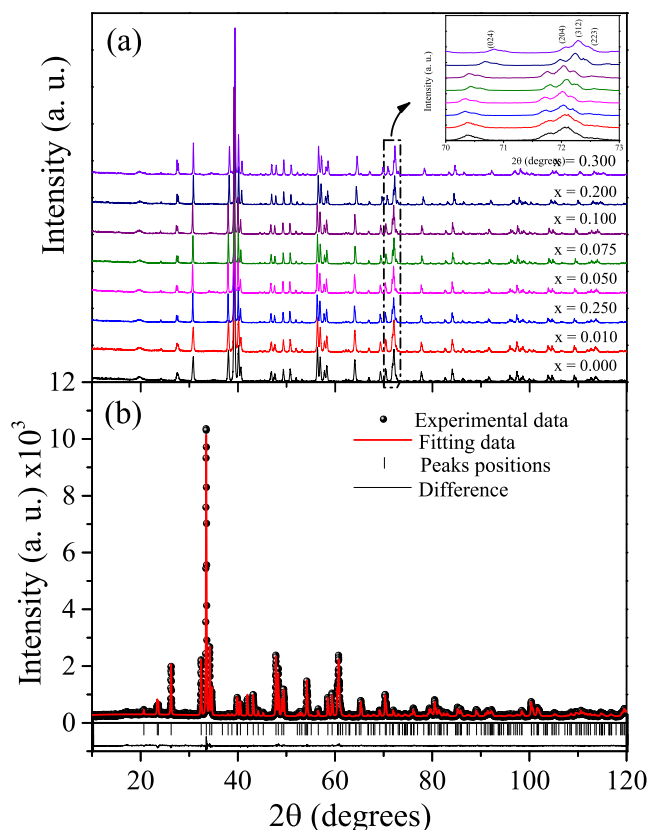 (a)
Intensity (a. u.)
(024)
(204)
(312)
(223)
Intensity (a. u.)
70 71 72 73
2θ (degrees)
x = 0.300
x = 0.200
x = 0.100
x = 0.075
x = 0.050
x = 0.250
x = 0.010
x = 0.000
(b)
Intensity (a. u.) x10³
12
10
8
6
4
2
0
Experimental data
Fitting data
Peaks positions
Difference
20 40 60 80 100 120
2θ (degrees)